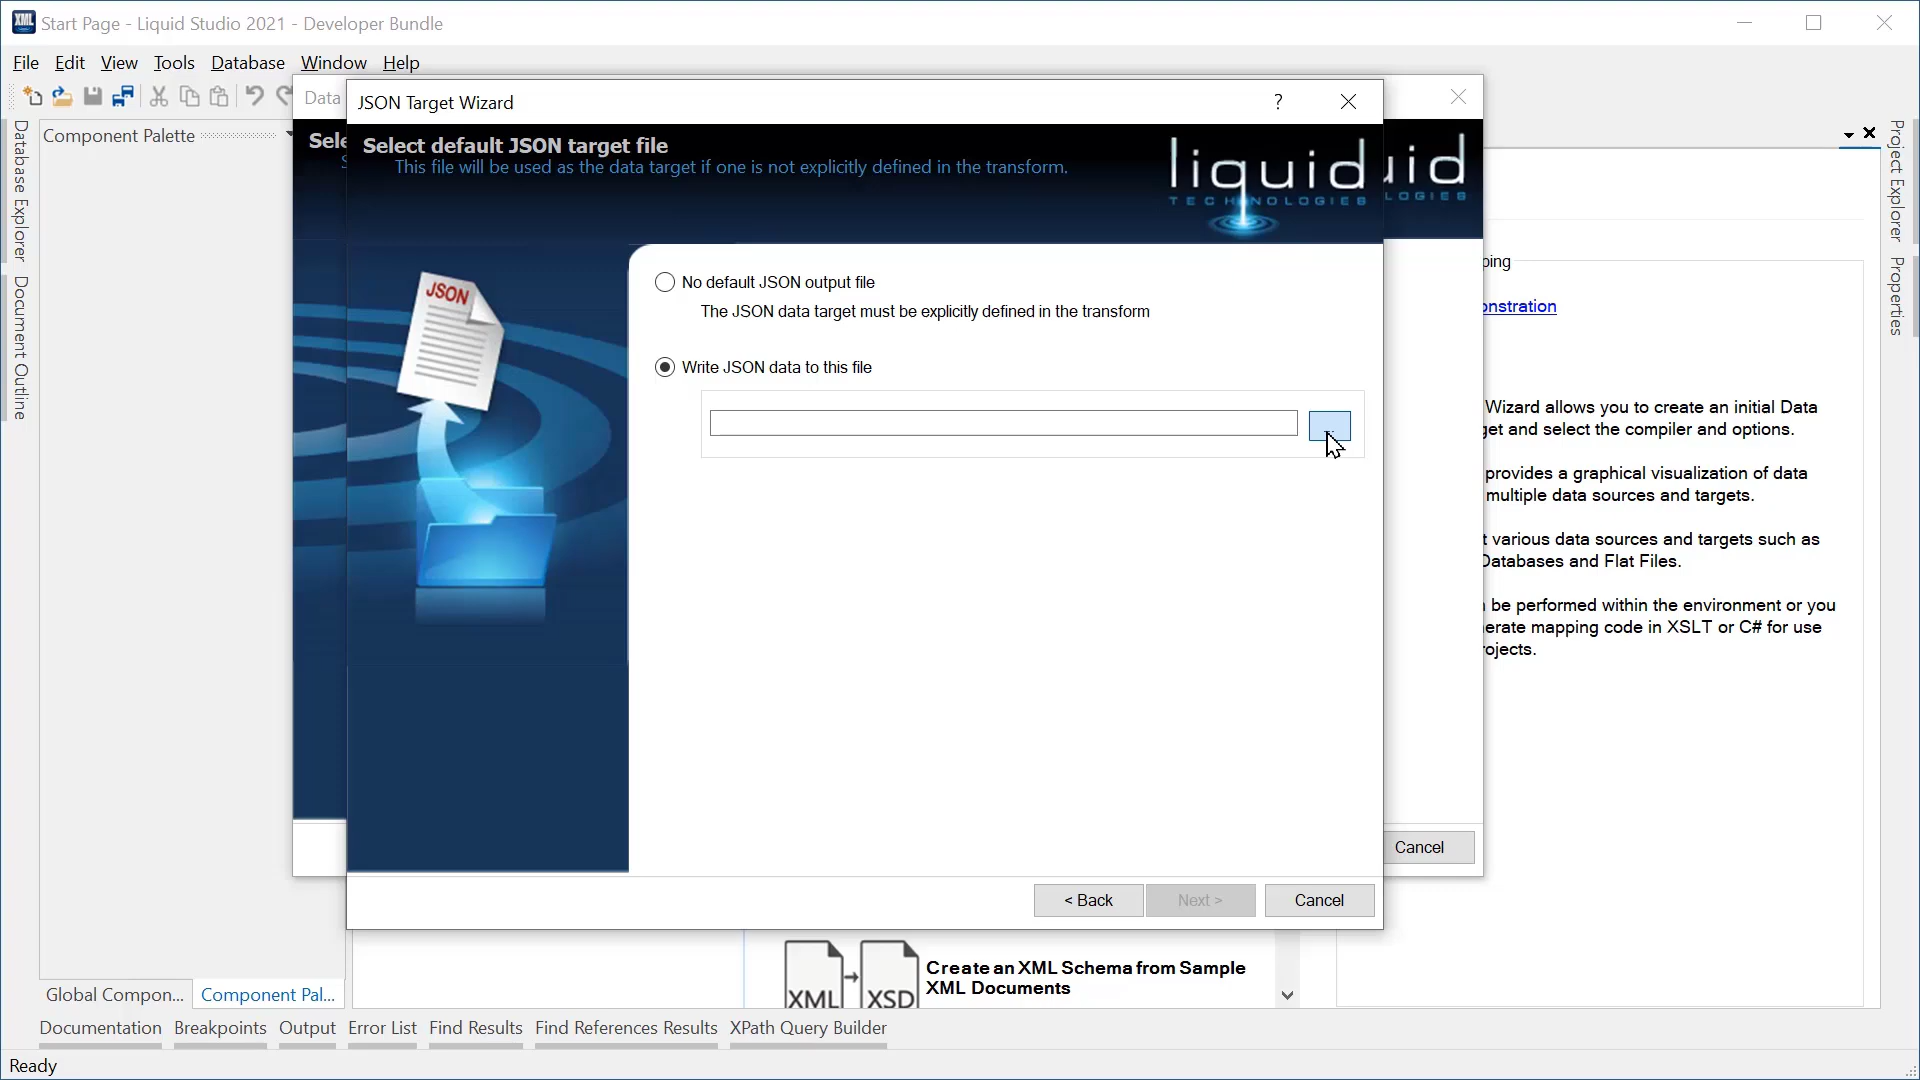 Start Page - Liquid Studio 2021 - Developer Bundle
File Edit View Tools Database Window Help
Data
JSON Target Wizard
?
Component Palette
Sele
Select default JSON target file
This file will be used as the data target if one is not explicitly defined in the transform.
liquid
TECHNOLOGIES
uid
LOGIES
Database Explorer
Document Outline
Project Explorer
Properties
JSON
No default JSON output file
The JSON data target must be explicitly defined in the transform
Write JSON data to this file
...
ping
onstration
Wizard allows you to create an initial Data
get and select the compiler and options.
provides a graphical visualization of data
multiple data sources and targets.
t various data sources and targets such as
Databases and Flat Files.
be performed within the environment or you
erate mapping code in XSLT or C# for use
rojects.
Cancel
< Back
Next >
Cancel
XML
XSD
Create an XML Schema from Sample
XML Documents
Global Compon...
Component Pal...
Documentation Breakpoints Output Error List Find Results Find References Results XPath Query Builder
Ready